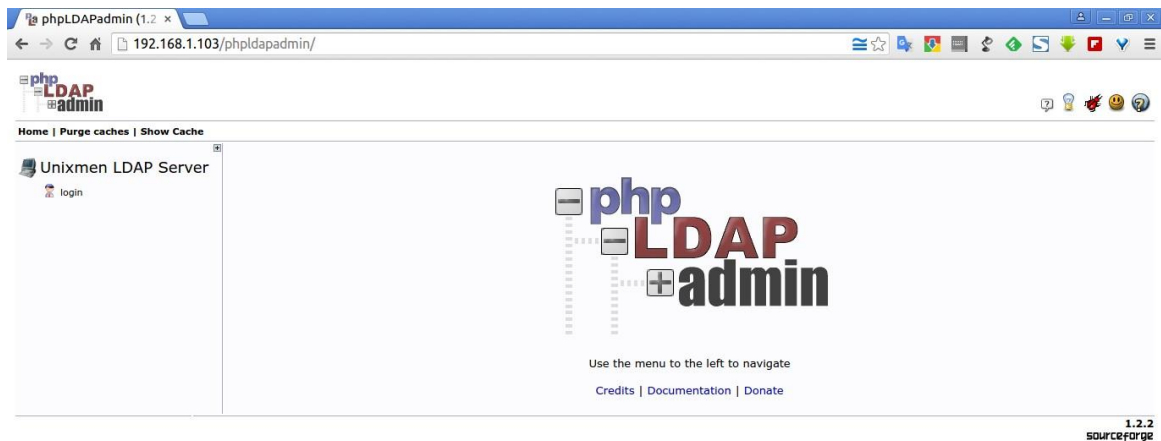 phpLDAPadmin (1.2
192.168.1.103/phpldapadmin/
php
LDAP
admin
Home | Purge caches | Show Cache
Unixmen LDAP Server
login
php
LDAP
admin
Use the menu to the left to navigate
Credits | Documentation | Donate
1.2.2
sourceforge